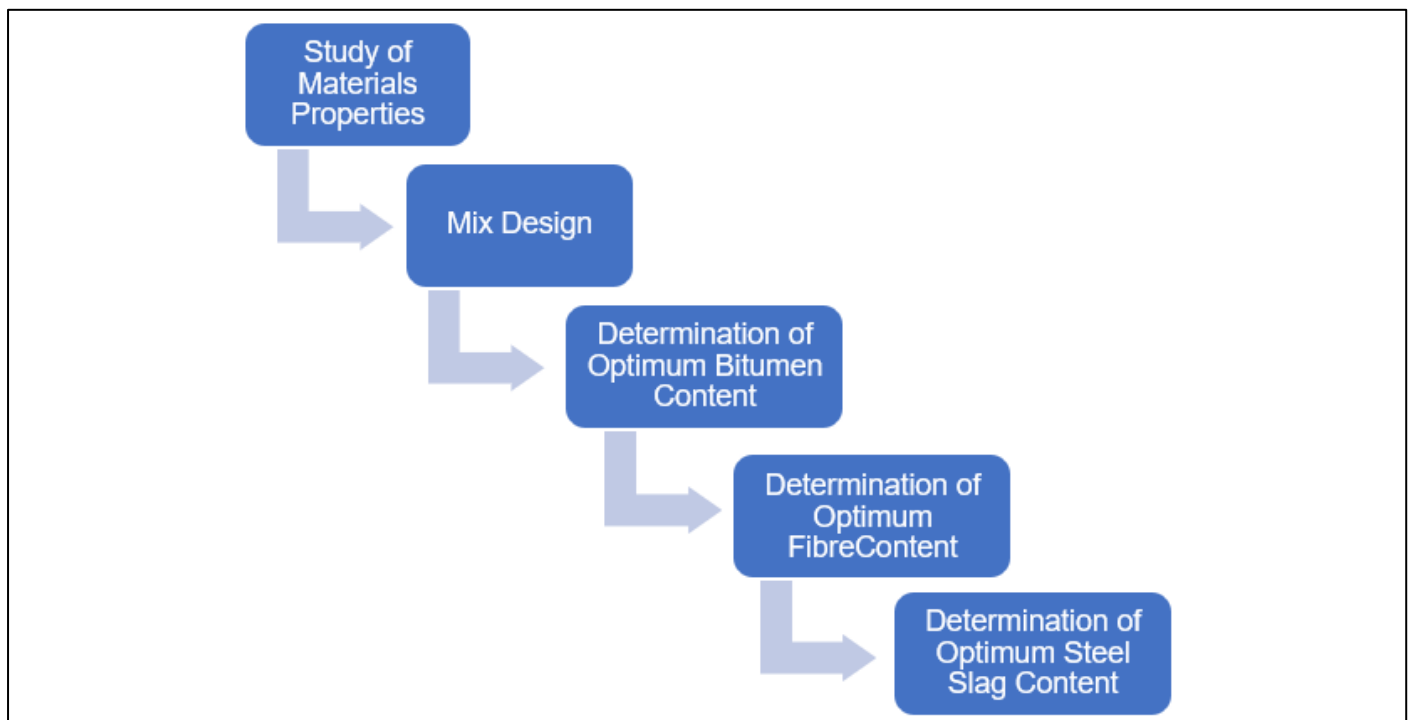 Study of
Materials
Properties
Mix Design
Determination of
Optimum Bitumen
Content
Determination of
Optimum
FibreContent
Determination of
Optimum Steel
Slag Content